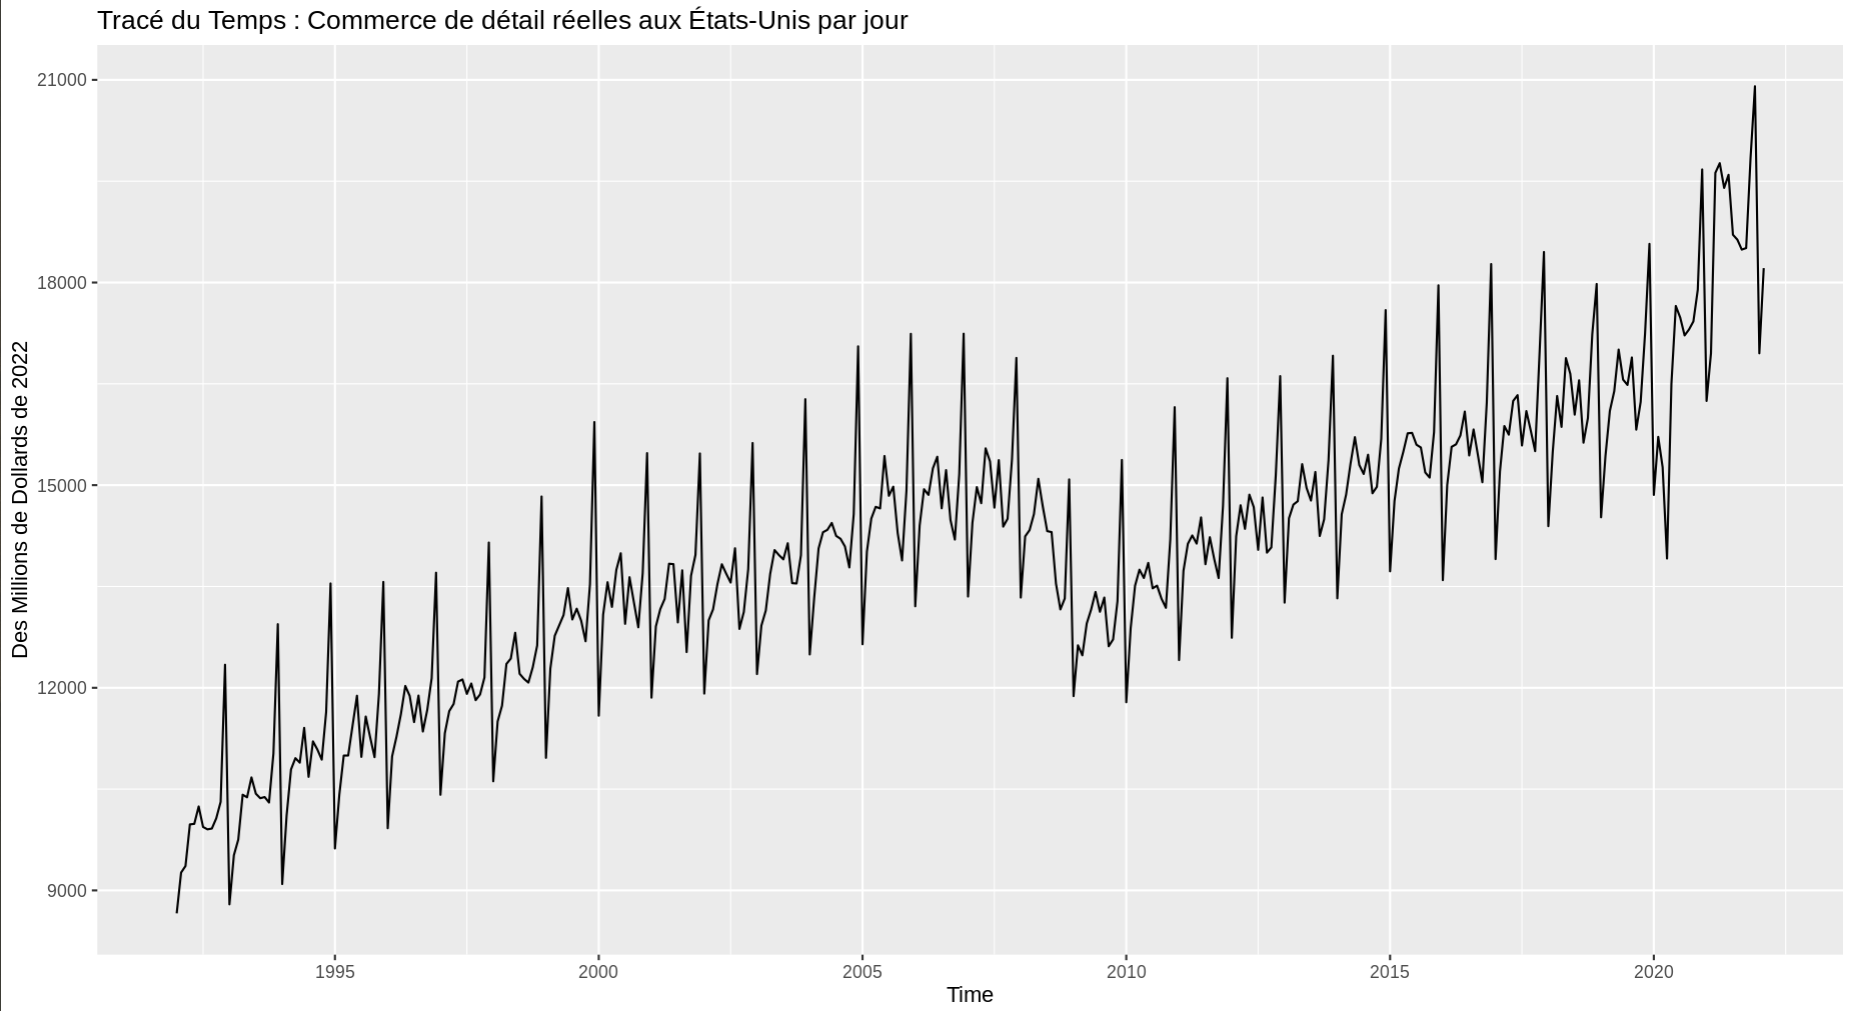 Tracé du Temps : Commerce de détail réelles aux États-Unis par jour
Des Millions de Dollards de 2022
21000
18000
15000
12000
9000
1995 2000 2005 2010 2015 2020
Time